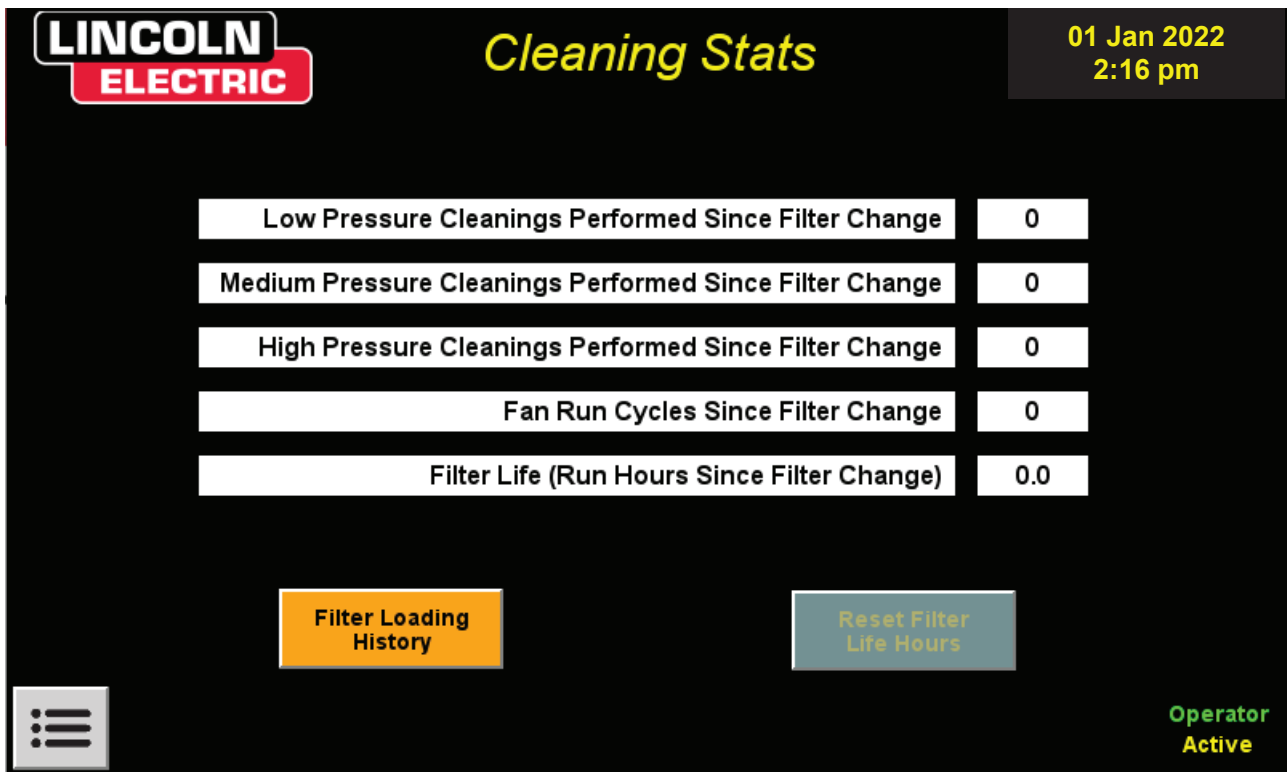 LINCOLN
ELECTRIC
Cleaning Stats
01 Jan 2022
2:16 pm
Low Pressure Cleanings Performed Since Filter Change 0
Medium Pressure Cleanings Performed Since Filter Change 0
High Pressure Cleanings Performed Since Filter Change 0
Fan Run Cycles Since Filter Change 0
Filter Life (Run Hours Since Filter Change) 0.0
Filter Loading
History
Reset Filter
Life Hours
Operator
Active